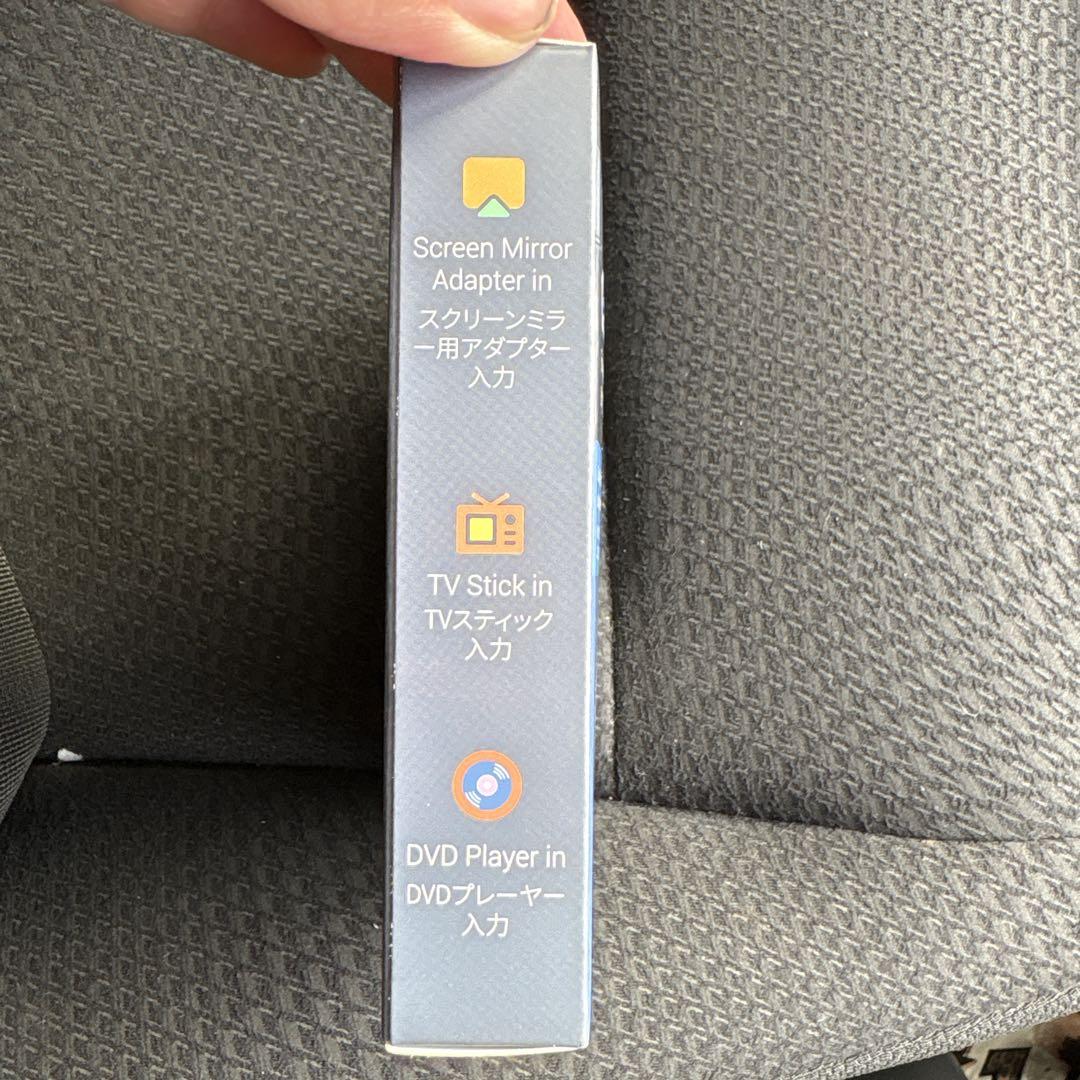 Screen Mirror
Adapter in
スクリーンミラ
ー用アダプター
入力
TV Stick in
TVスティック
入力
DVD Player in
DVDプレーヤー
入力